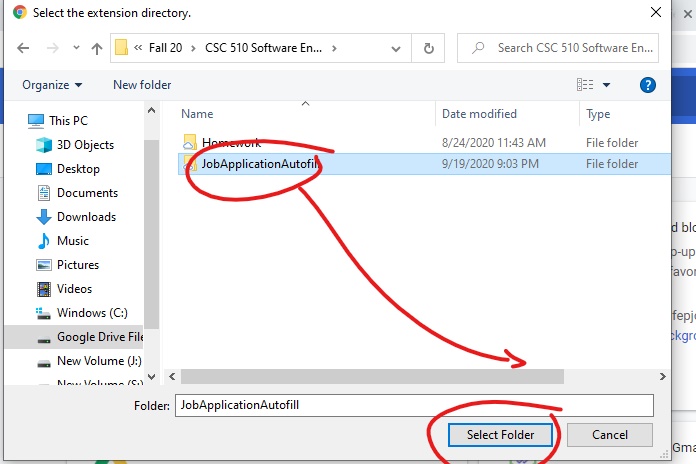 Select the extension directory.
« Fall 20 › CSC 510 Software En... ›
Search CSC 510 Software En...
Organize
New folder
?
Name
Date modified
Type
This PC
3D Objects
Desktop
Documents
Downloads
Music
Pictures
Videos
Windows (C:)
Google Drive File
New Volume (J:)
New Volume (S:)
Homework
8/24/2020 11:43 AM
File folder
JobApplicationAutofill
9/19/2020 9:03 PM
File folder
d blo
p-up
favor
fepjc
ckgro
Folder:
JobApplicationAutofill
Select Folder
Cancel
Gma